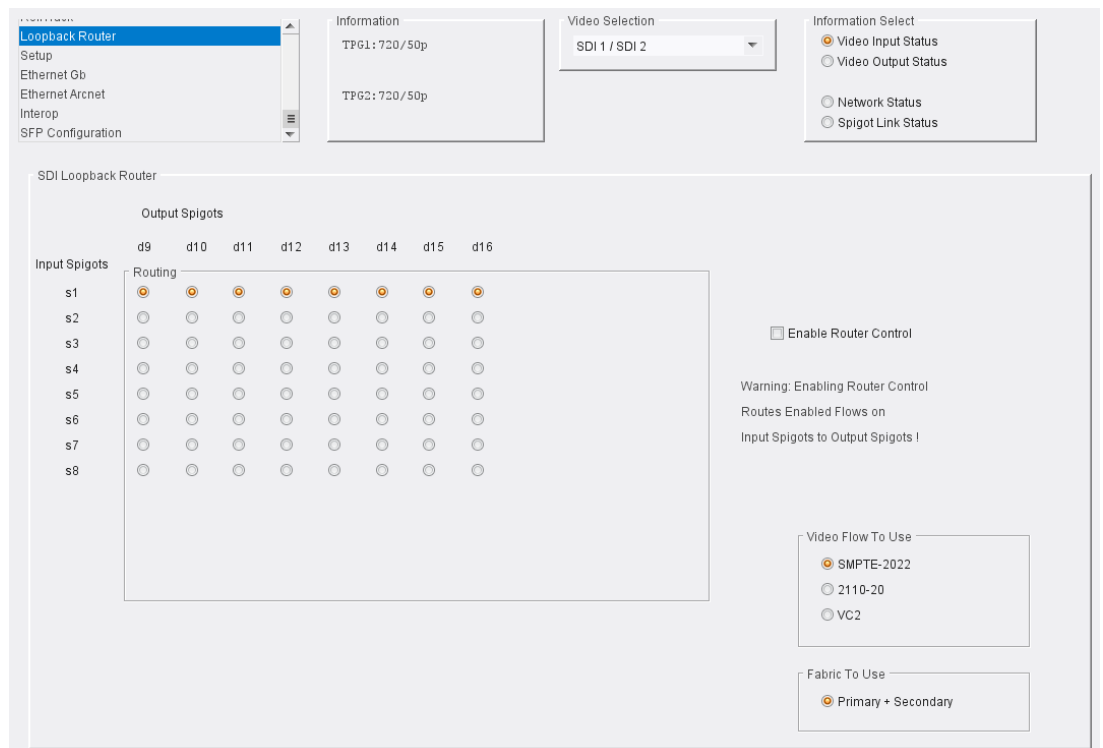 Loopback Router
Setup
Ethernet Gb
Ethernet Arcnet
Interop
SFP Configuration
Information
TPG1:720/50p
TPG2:720/50p
Video Selection
SDI 1 / SDI 2
Information Select
Video Input Status
Video Output Status
Network Status
Spigot Link Status
SDI Loopback Router
Output Spigots
d9 d10 d11 d12 d13 d14 d15 d16
Input Spigots
Routing
s1
s2
s3
s4
s5
s6
s7
s8
Enable Router Control
Warning: Enabling Router Control
Routes Enabled Flows on
Input Spigots to Output Spigots !
Video Flow To Use
SMPTE-2022
2110-20
VC2
Fabric To Use
Primary + Secondary